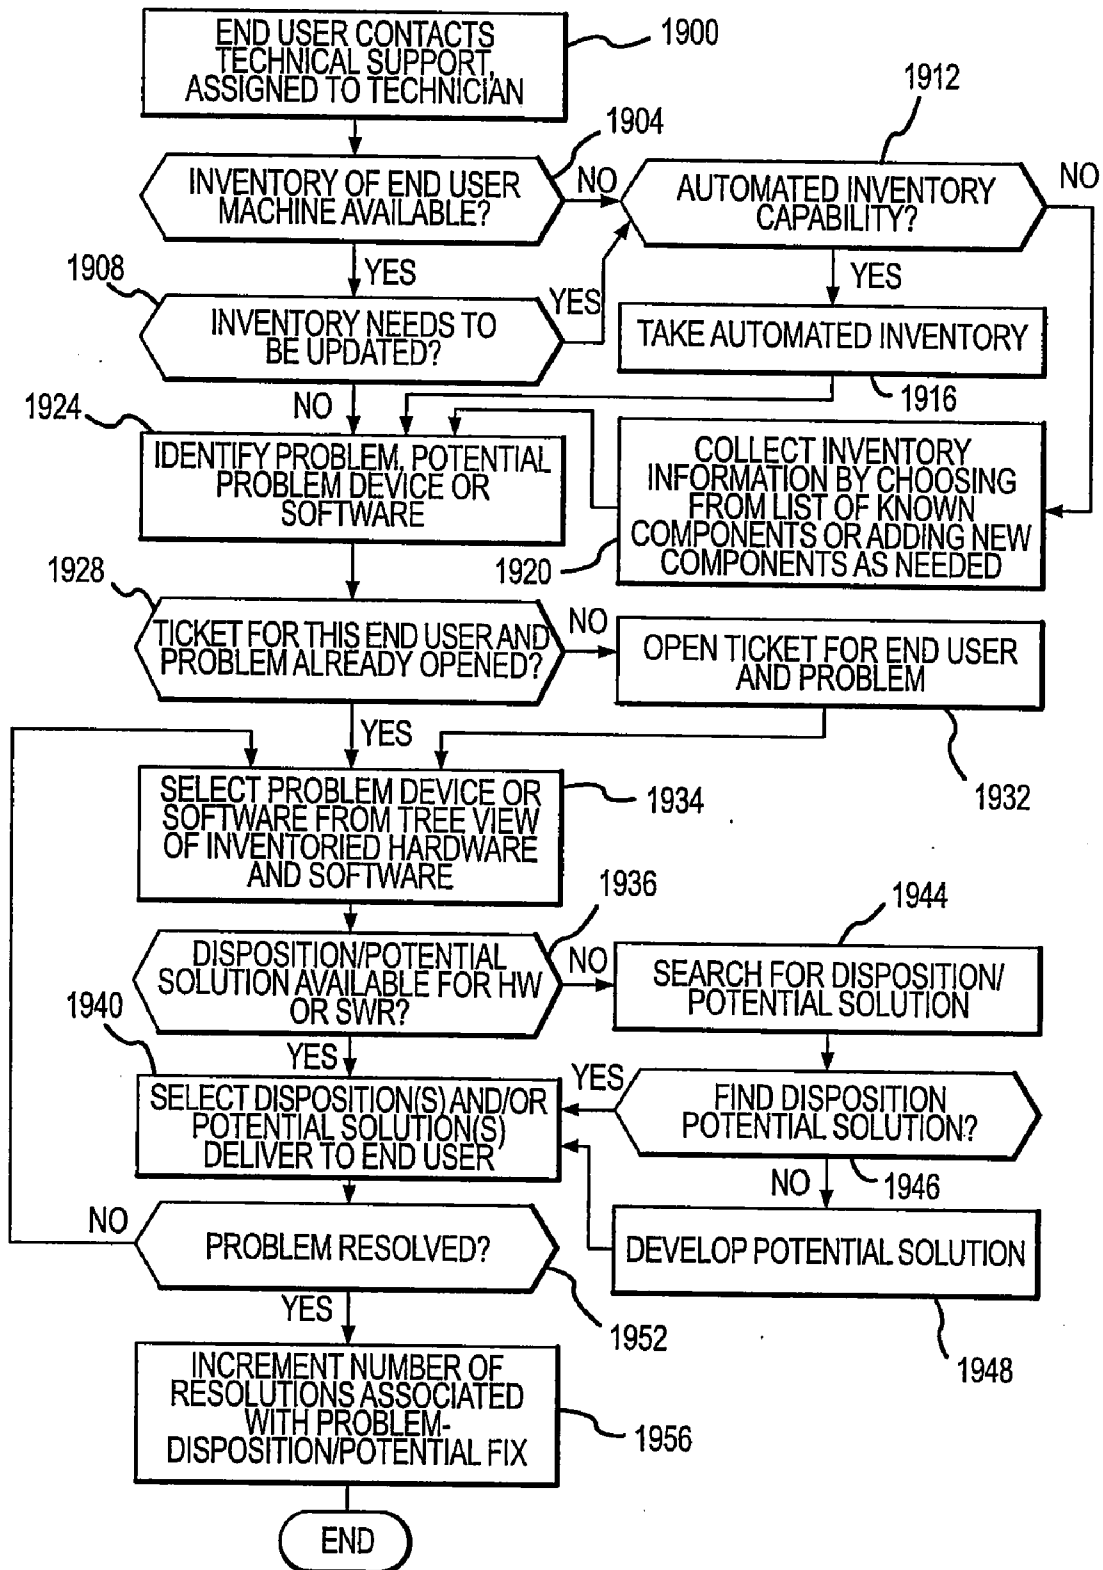 END USER CONTACTS
TECHNICAL SUPPORT,
ASSIGNED TO TECHNICIAN
1900
1904
1912
INVENTORY OF END USER
MACHINE AVAILABLE?
NO
AUTOMATED INVENTORY
CAPABILITY?
NO
YES
1908
INVENTORY NEEDS TO
BE UPDATED?
YES
YES
TAKE AUTOMATED INVENTORY
1916
NO
1924
IDENTIFY PROBLEM, POTENTIAL
PROBLEM DEVICE OR
SOFTWARE
COLLECT INVENTORY
INFORMATION BY CHOOSING
FROM LIST OF KNOWN
COMPONENTS OR ADDING NEW
COMPONENTS AS NEEDED
1920
1928
TICKET FOR THIS END USER AND
PROBLEM ALREADY OPENED?
NO
OPEN TICKET FOR END USER
AND PROBLEM
1932
YES
SELECT PROBLEM DEVICE OR
SOFTWARE FROM TREE VIEW
OF INVENTORIED HARDWARE
AND SOFTWARE
1934
1936
DISPOSITION/POTENTIAL
SOLUTION AVAILABLE FOR HW
OR SWR?
NO
1944
SEARCH FOR DISPOSITION/
POTENTIAL SOLUTION
1940
YES
SELECT DISPOSITION(S) AND/OR
POTENTIAL SOLUTION(S)
DELIVER TO END USER
YES
FIND DISPOSITION
POTENTIAL SOLUTION?
1946
NO
NO
PROBLEM RESOLVED?
1952
DEVELOP POTENTIAL SOLUTION
1948
YES
INCREMENT NUMBER OF
RESOLUTIONS ASSOCIATED
WITH PROBLEM-
DISPOSITION/POTENTIAL FIX
1956
END